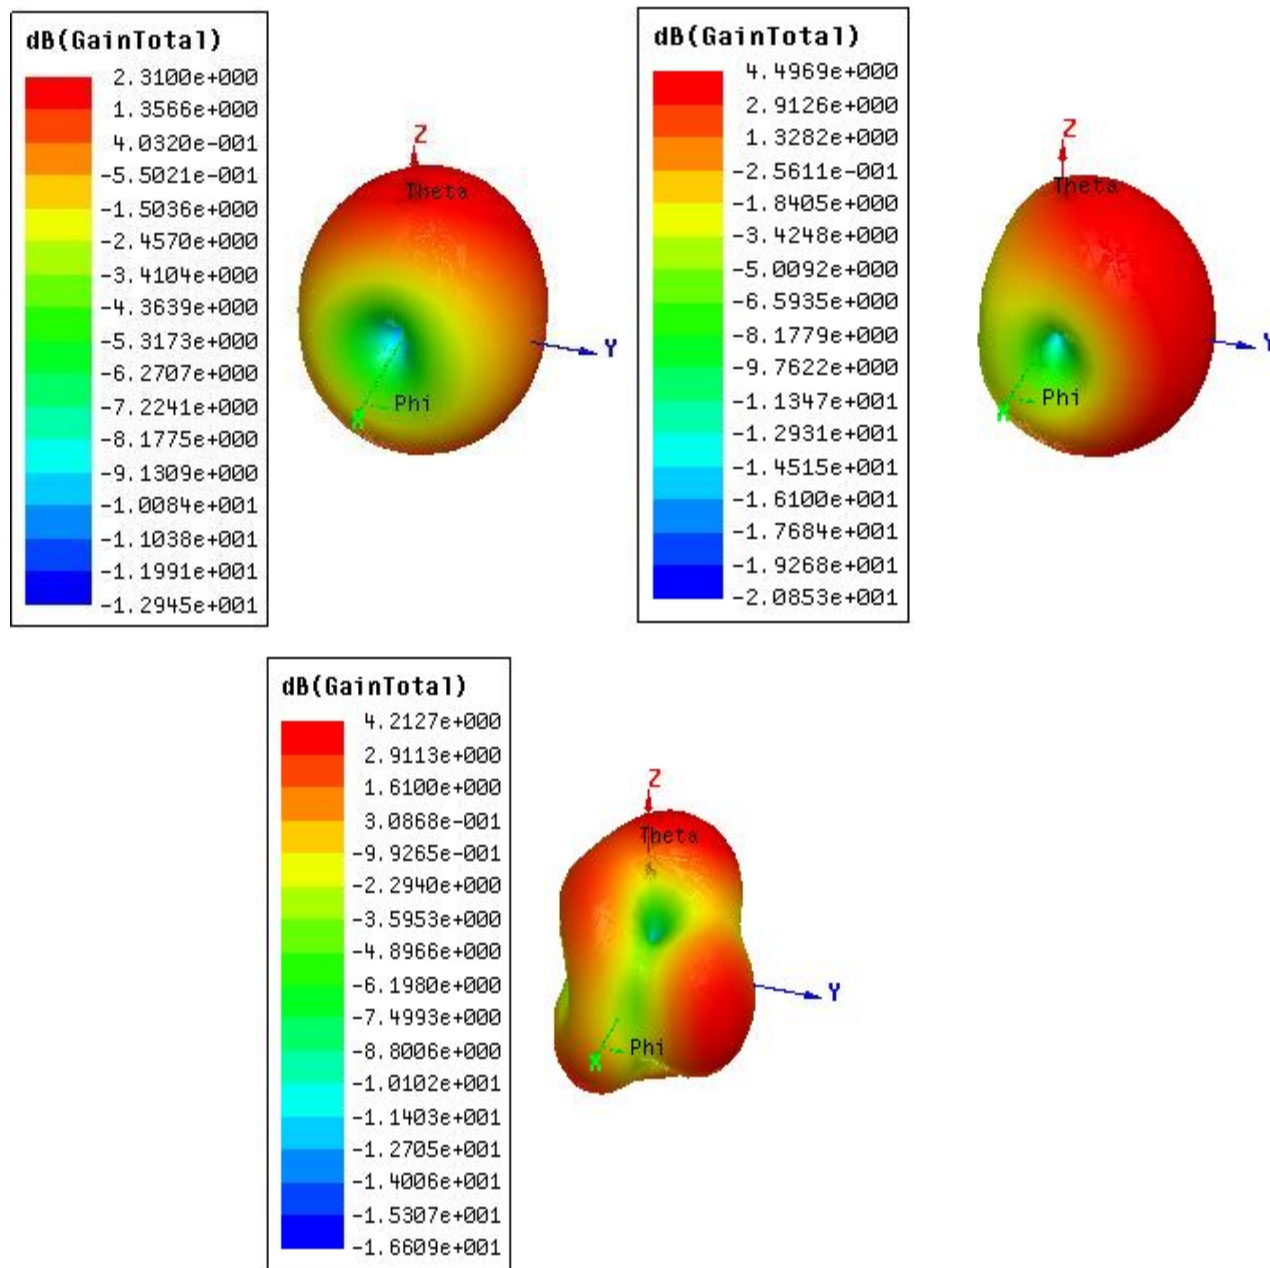 dB(GainTotal)
2.3100e+000
1.3566e+000
4.0320e-001
-5.5021e-001
-1.5036e+000
-2.4570e+000
-3.4104e+000
-4.3639e+000
-5.3173e+000
-6.2707e+000
-7.2241e+000
-8.1775e+000
-9.1309e+000
-1.0084e+001
-1.1038e+001
-1.1991e+001
-1.2945e+001
Z
Theta
Y
Phi
X
dB(GainTotal)
4.4969e+000
2.9126e+000
1.3282e+000
-2.5611e-001
-1.8405e+000
-3.4248e+000
-5.0092e+000
-6.5935e+000
-8.1779e+000
-9.7622e+000
-1.1347e+001
-1.2931e+001
-1.4515e+001
-1.6100e+001
-1.7684e+001
-1.9268e+001
-2.0853e+001
Z
Theta
Y
Phi
X
dB(GainTotal)
4.2127e+000
2.9113e+000
1.6100e+000
3.0868e-001
-9.9265e-001
-2.2940e+000
-3.5953e+000
-4.8966e+000
-6.1980e+000
-7.4993e+000
-8.8006e+000
-1.0102e+001
-1.1403e+001
-1.2705e+001
-1.4006e+001
-1.5307e+001
-1.6609e+001
Z
Theta
Y
Phi
X